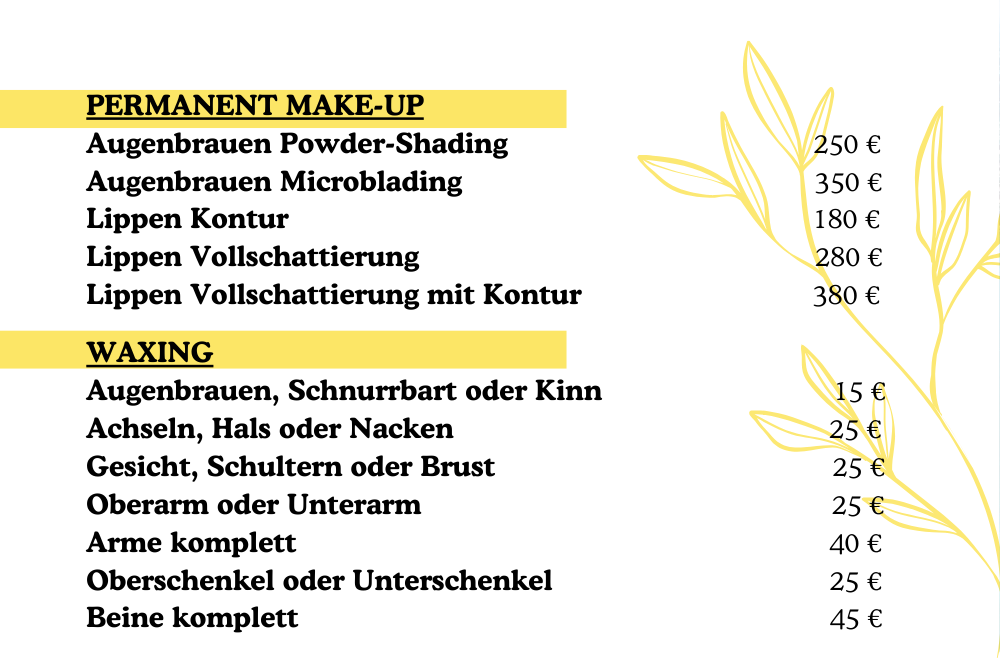 PERMANENT MAKE-UP
Augenbrauen Powder-Shading 250 €
Augenbrauen Microblading 350 €
Lippen Kontur 180 €
Lippen Vollschattierung 280 €
Lippen Vollschattierung mit Kontur 380 €
WAXING
Augenbrauen, Schnurrbart oder Kinn 15 €
Achseln, Hals oder Nacken 25 €
Gesicht, Schultern oder Brust 25 €
Oberarm oder Unterarm 25 €
Arme komplett 40 €
Oberschenkel oder Unterschenkel 25 €
Beine komplett 45 €